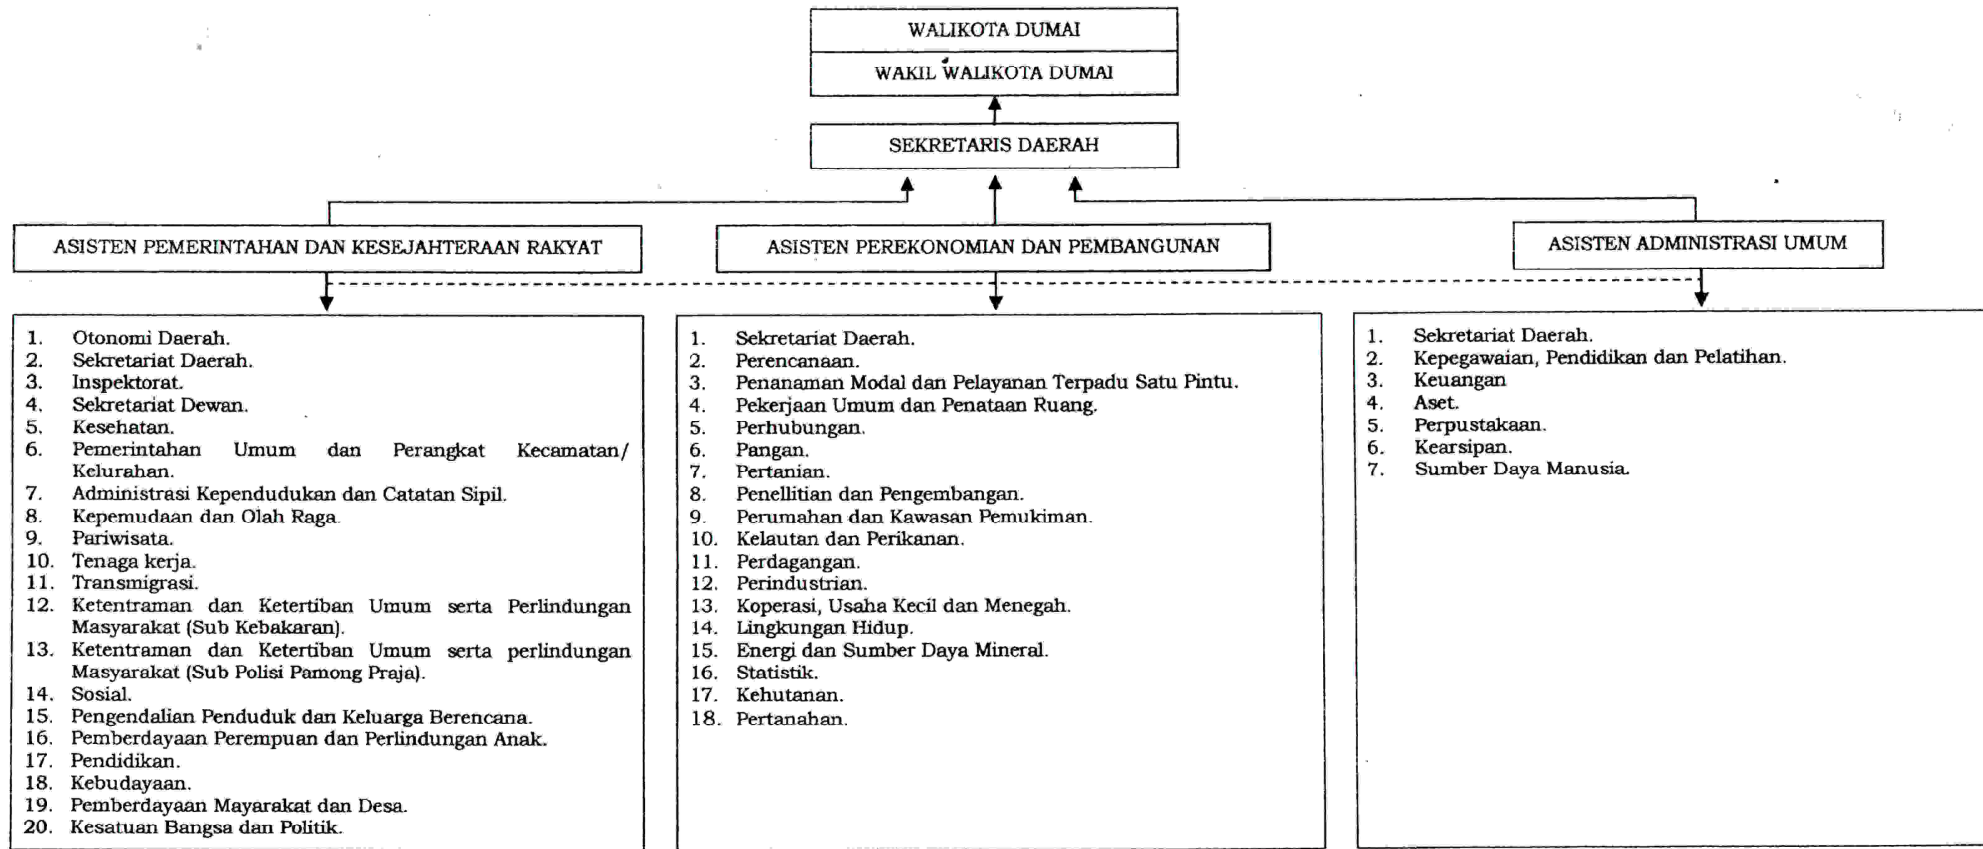 WALIKOTA DUMAI
WAKIL WALIKOTA DUMAI
SEKRETARIS DAERAH
ASISTEN PEMERINTAHAN DAN KESEJAHTERAAN RAKYAT
ASISTEN PEREKONOMIAN DAN PEMBANGUNAN
ASISTEN ADMINISTRASI UMUM
1. Otonomi Daerah.
2. Sekretariat Daerah.
3. Inspektorat.
4. Sekretariat Dewan.
5. Kesehatan.
6. Pemerintahan Umum dan Perangkat Kecamatan/
Kelurahan.
7. Administrasi Kependudukan dan Catatan Sipil.
8. Kepemudaan dan Olah Raga.
9. Pariwisata.
10. Tenaga kerja.
11. Transmigrasi.
12. Ketentraman dan Ketertiban Umum serta Perlindungan
Masyarakat (Sub Kebakaran).
13. Ketentraman dan Ketertiban Umum serta perlindungan
Masyarakat (Sub Polisi Pamong Praja).
14. Sosial.
15. Pengendalian Penduduk dan Keluarga Berencana.
16. Pemberdayaan Perempuan dan Perlindungan Anak.
17. Pendidikan.
18. Kebudayaan.
19. Pemberdayaan Mayarakat dan Desa.
20. Kesatuan Bangsa dan Politik.
1. Sekretariat Daerah.
2. Perencanaan.
3. Penanaman Modal dan Pelayanan Terpadu Satu Pintu.
4. Pekerjaan Umum dan Penataan Ruang.
5. Perhubungan.
6. Pangan.
7. Pertanian.
8. Penellitian dan Pengembangan.
9. Perumahan dan Kawasan Pemukiman.
10. Kelautan dan Perikanan.
11. Perdagangan.
12. Perindustrian.
13. Koperasi, Usaha Kecil dan Menegah.
14. Lingkungan Hidup.
15. Energi dan Sumber Daya Mineral.
16. Statistik.
17. Kehutanan.
18. Pertanahan.
1. Sekretariat Daerah.
2. Kepegawaian, Pendidikan dan Pelatihan.
3. Keuangan
4. Aset.
5. Perpustakaan.
6. Kearsipan.
7. Sumber Daya Manusia.